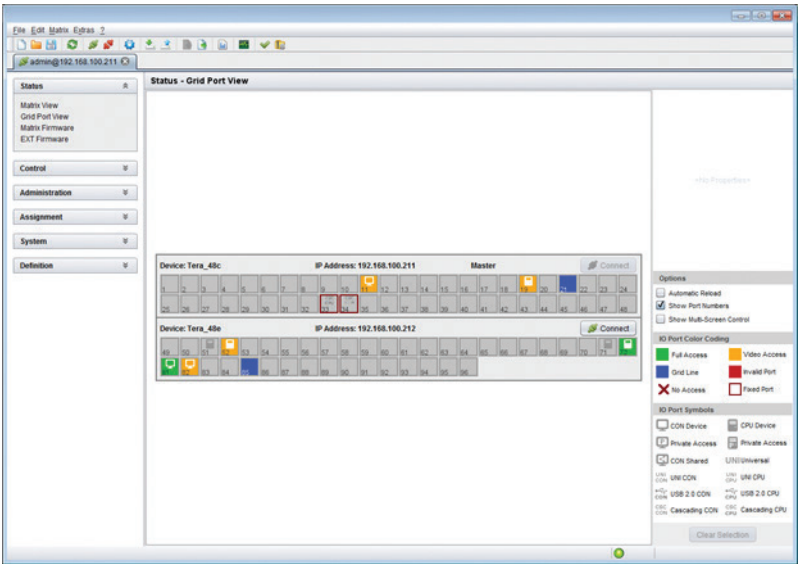 File Edit Matrix Extras ?
admin@192.168.100.211
Status
Matrix View
Grid Port View
Matrix Firmware
EXT Firmware
Control
Administration
Assignment
System
Definition
Status - Grid Port View
Device: Tera_48c IP Address: 192.168.100.211 Master Connect
1 2 3 4 5 6 7 8 9 10 11 12 13 14 15 16 17 18 19 20 21 22 23 24
25 26 27 28 29 30 31 32 33 34 35 36 37 38 39 40 41 42 43 44 45 46 47 48
Device: Tera_48e IP Address: 192.168.100.212 Connect
49 50 51 52 53 54 55 56 57 58 59 60 61 62 63 64 65 66 67 68 69 70 71 72
81 82 83 84 85 86 87 88 89 90 91 92 93 94 95 96
<No Properties>
Options
Automatic Reload
Show Port Numbers
Show Multi-Screen Control
IO Port Color Coding
Full Access Video Access
Grid Line Invalid Port
No Access Fixed Port
IO Port Symbols
CON Device CPU Device
Private Access Private Access
CON Shared UNI Universal
UNI CON UNI CON UNI CPU UNI CPU
USB 2.0 CON USB 2.0 CPU
CSC CON Cascading CON CSC CPU Cascading CPU
Clear Selection